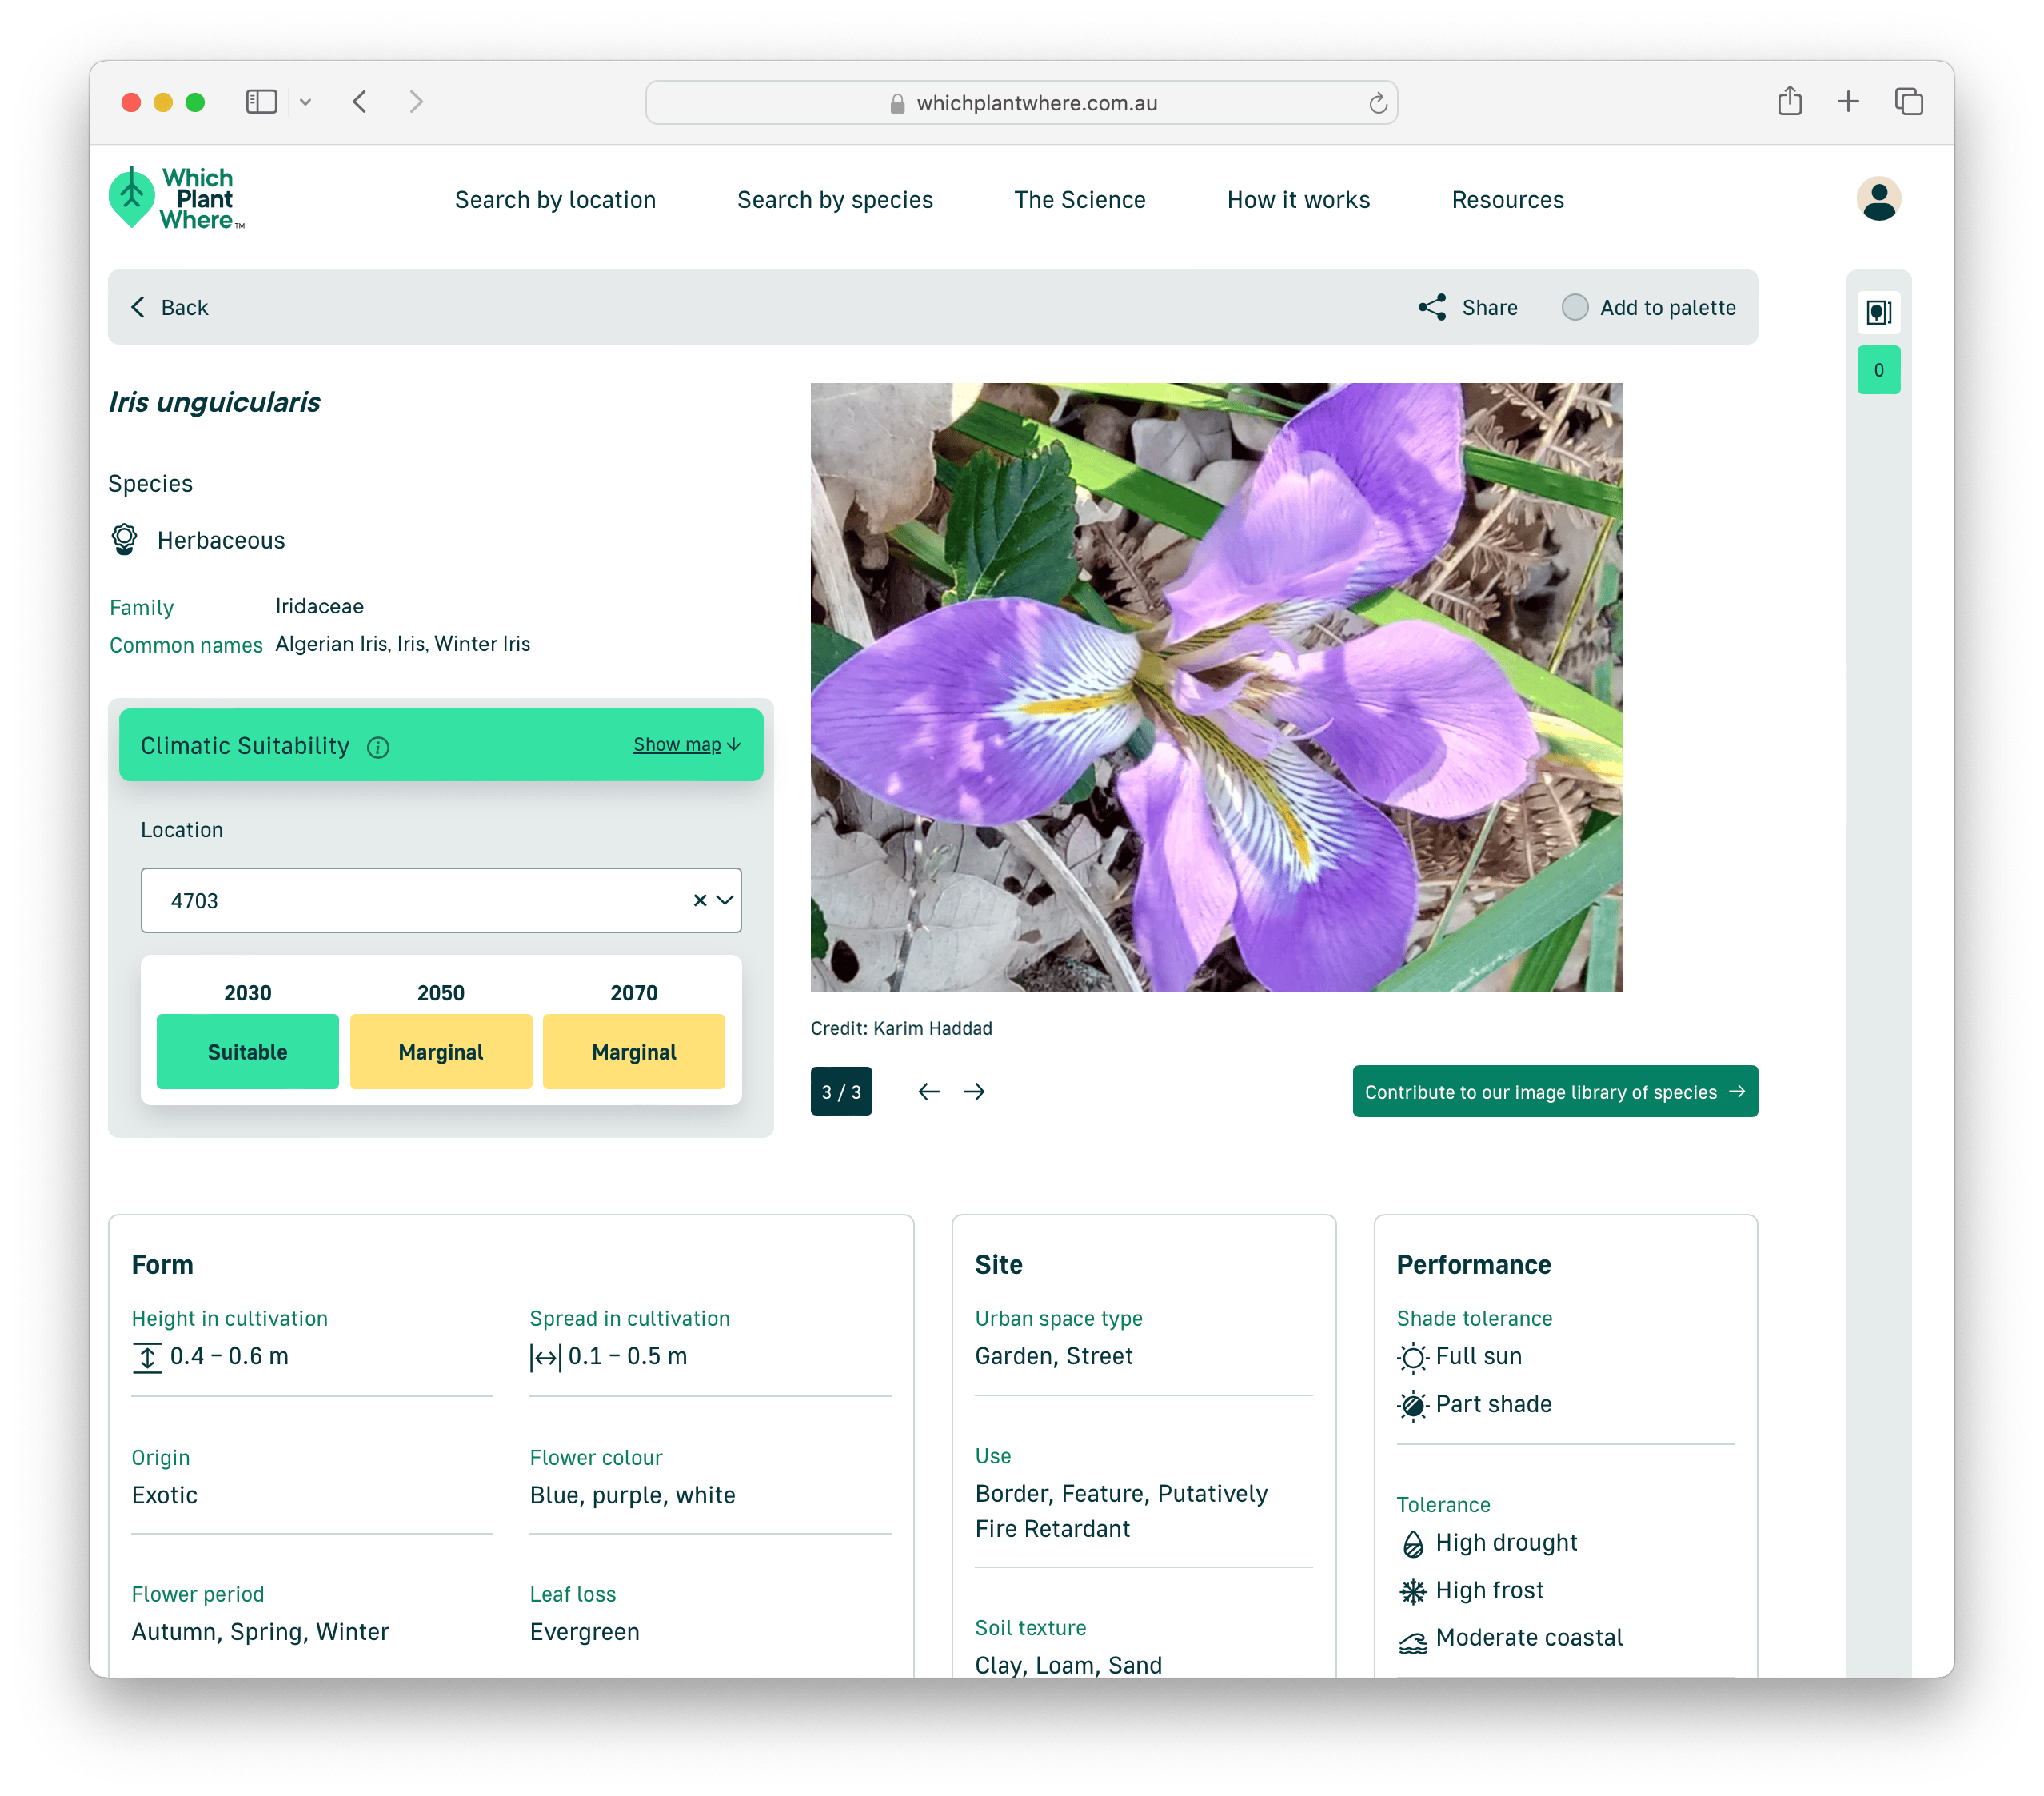 whichplantwhere.com.au
Which
Plant
Where™
Search by location
Search by species
The Science
How it works
Resources
Back
Share
Add to palette
0
Iris unguicularis
Species
Herbaceous
Family
Iridaceae
Common names
Algerian Iris, Iris, Winter Iris
Climatic Suitability
Show map
Location
4703
2030
2050
2070
Suitable
Marginal
Marginal
Credit: Karim Haddad
3 / 3
Contribute to our image library of species
Form
Height in cultivation
0.4 – 0.6 m
Spread in cultivation
0.1 – 0.5 m
Origin
Exotic
Flower colour
Blue, purple, white
Flower period
Autumn, Spring, Winter
Leaf loss
Evergreen
Site
Urban space type
Garden, Street
Use
Border, Feature, Putatively
Fire Retardant
Soil texture
Clay, Loam, Sand
Performance
Shade tolerance
Full sun
Part shade
Tolerance
High drought
High frost
Moderate coastal